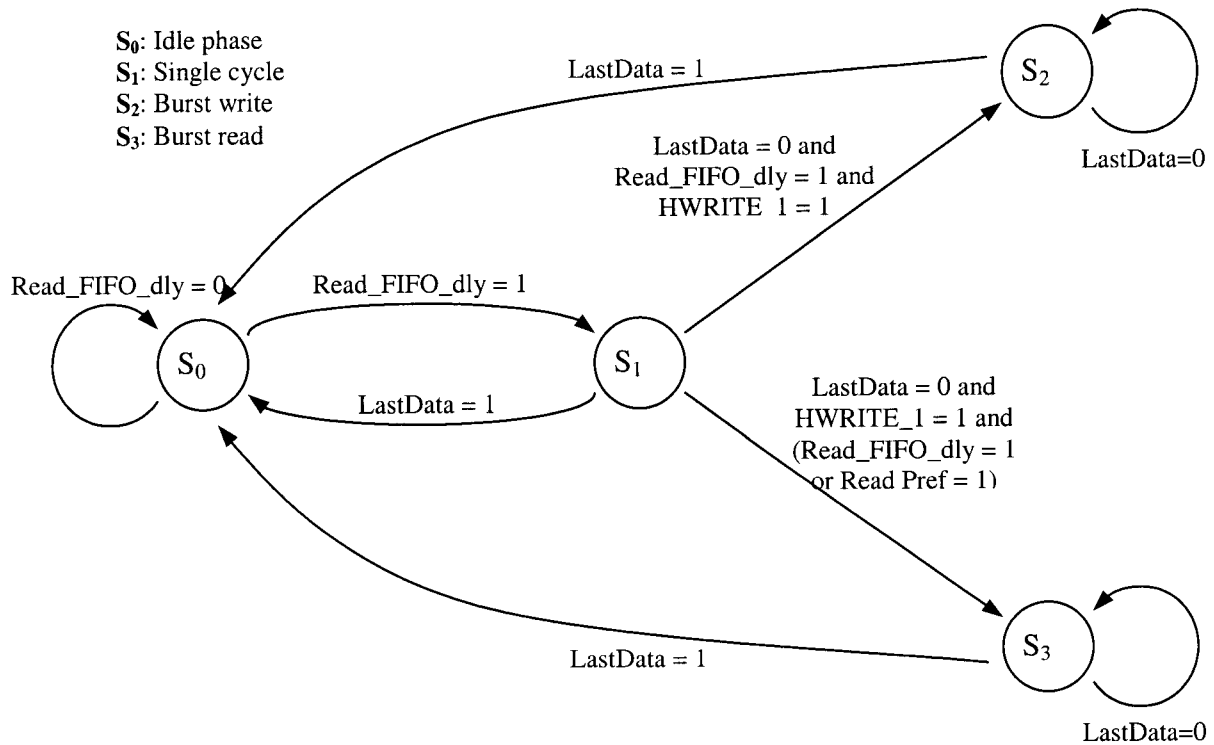 S₀: Idle phase
S₁: Single cycle
S₂: Burst write
S₃: Burst read
LastData = 1
S₂
LastData=0
LastData = 0 and
Read_FIFO_dly = 1 and
HWRITE_1 = 1
Read_FIFO_dly = 0
Read_FIFO_dly = 1
S₀
S₁
LastData = 1
LastData = 0 and
HWRITE_1 = 1 and
(Read_FIFO_dly = 1
or Read Pref = 1)
S₃
LastData = 1
LastData=0